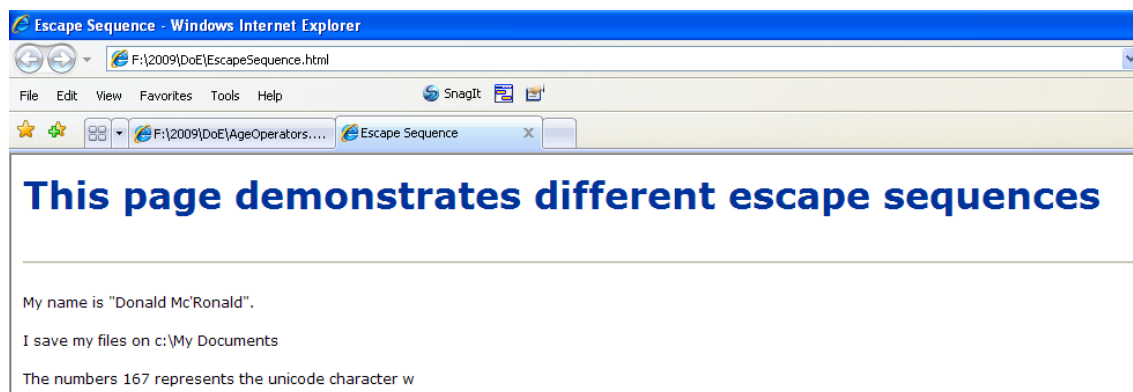 Escape Sequence - Windows Internet Explorer
F:\2009\DoE\EscapeSequence.html
File Edit View Favorites Tools Help SnagIt
F:\2009\DoE\AgeOperators.... Escape Sequence
This page demonstrates different escape sequences
My name is "Donald Mc'Ronald".
I save my files on c:\My Documents
The numbers 167 represents the unicode character w